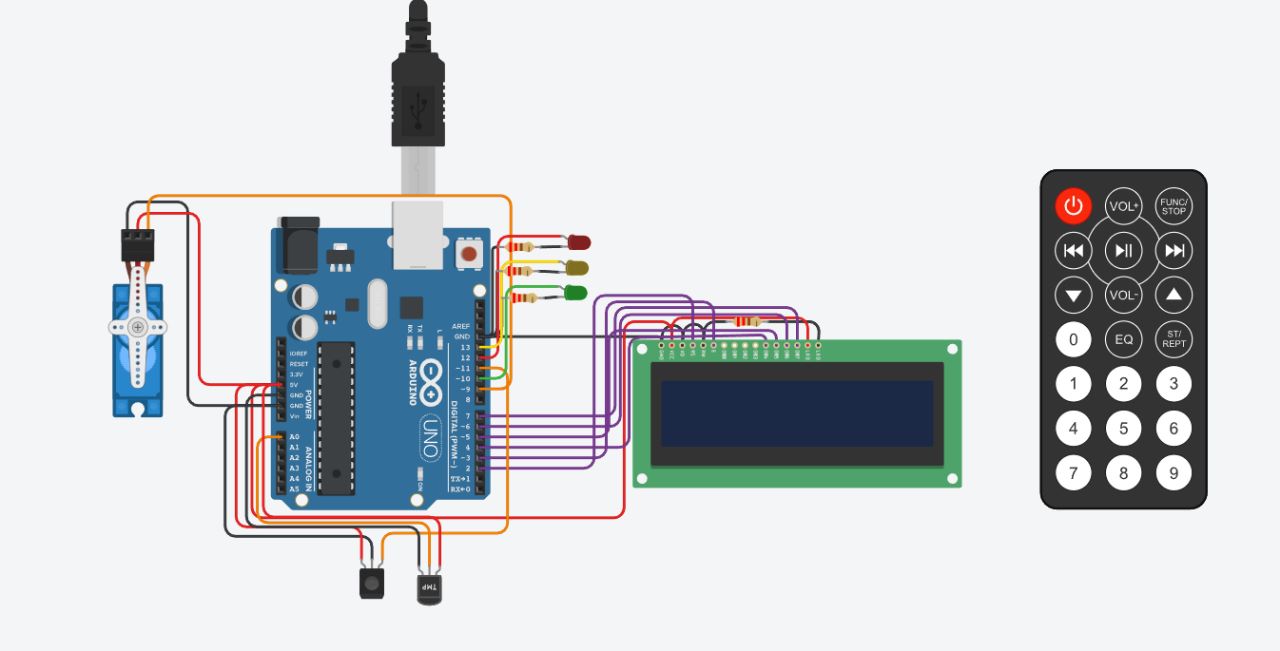 AREF
GND
13
12
~11
~10
~9
8
7
~6
~5
4
~3
2
TX→1
RX←0
DIGITAL (PWM~)
IOREF
RESET
3.3V
5V
GND
GND
Vin
POWER
A0
A1
A2
A3
A4
A5
ANALOG IN
RX
TX
L
ARDUINO
UNO
ON
TMP
VOL+
FUNC/
STOP
VOL-
0
EQ
ST/
REPT
1
2
3
4
5
6
7
8
9